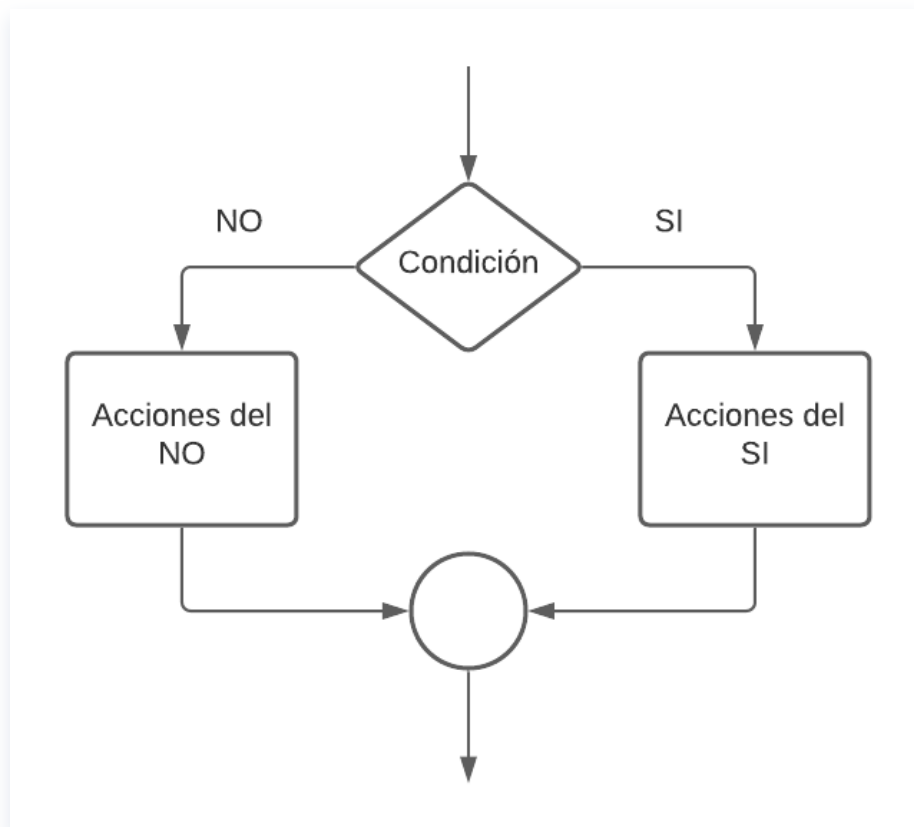 NO
SI
Condición
Acciones del
NO
Acciones del
SI